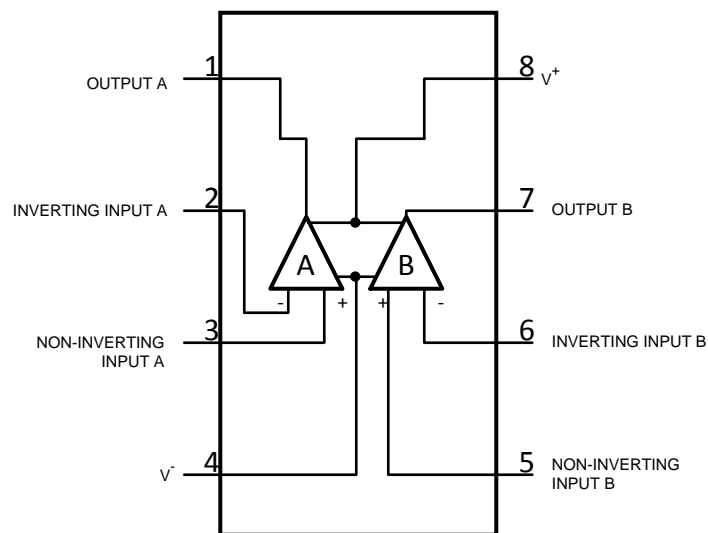 1
OUTPUT A
8
V+
2
INVERTING INPUT A
7
OUTPUT B
A
B
-
+
+
-
3
NON-INVERTING
INPUT A
6
INVERTING INPUT B
4
V-
5
NON-INVERTING
INPUT B